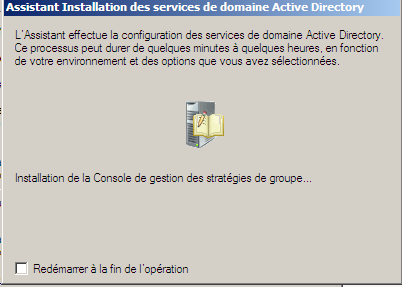 Assistant Installation des services de domaine Active Directory
L'Assistant effectue la configuration des services de domaine Active Directory.
Ce processus peut durer de quelques minutes à quelques heures, en fonction
de votre environnement et des options que vous avez sélectionnées.
Installation de la Console de gestion des stratégies de groupe...
Redémarrer à la fin de l'opération